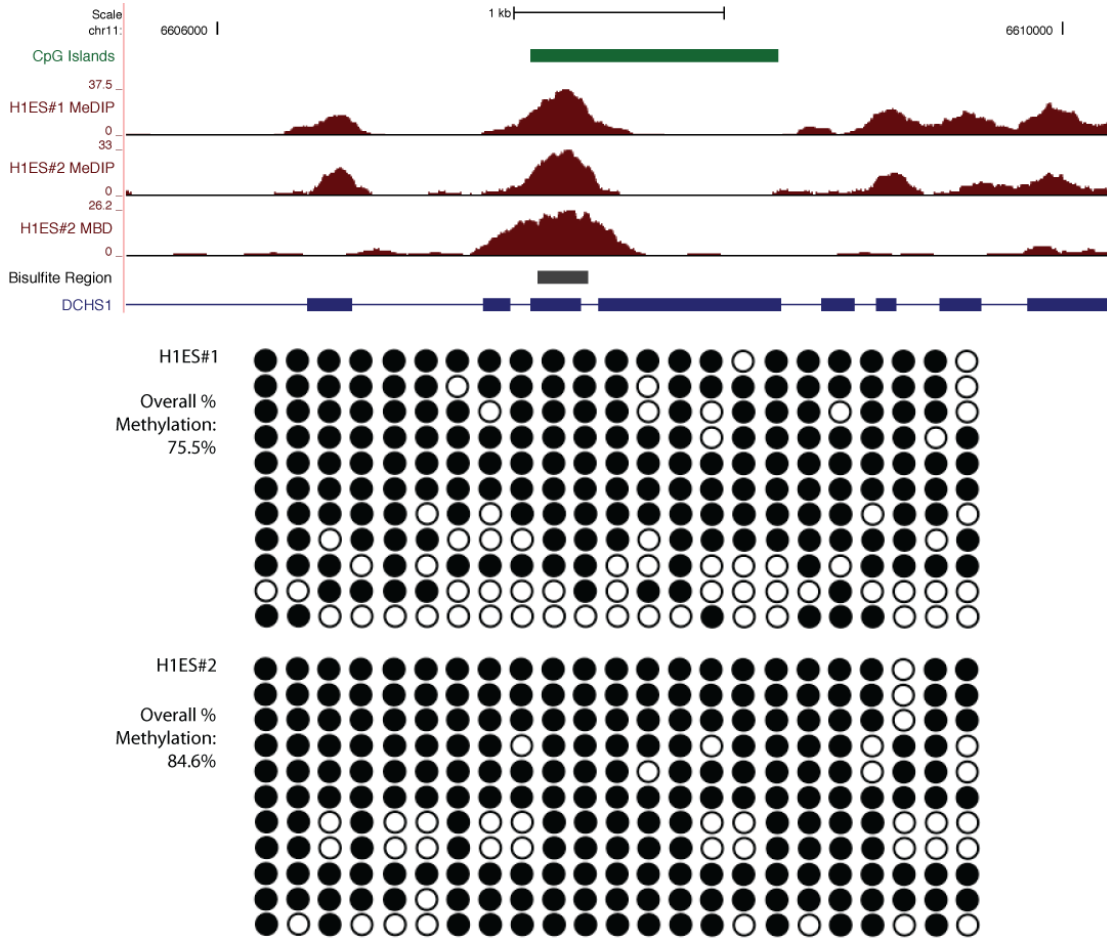 Scale
1 kb
chr11:
6606000
6610000
CpG Islands
37.5
H1ES#1 MeDIP
0
33
H1ES#2 MeDIP
0
26.2
H1ES#2 MBD
0
Bisulfite Region
DCHS1
H1ES#1
Overall %
Methylation:
75.5%
H1ES#2
Overall %
Methylation:
84.6%